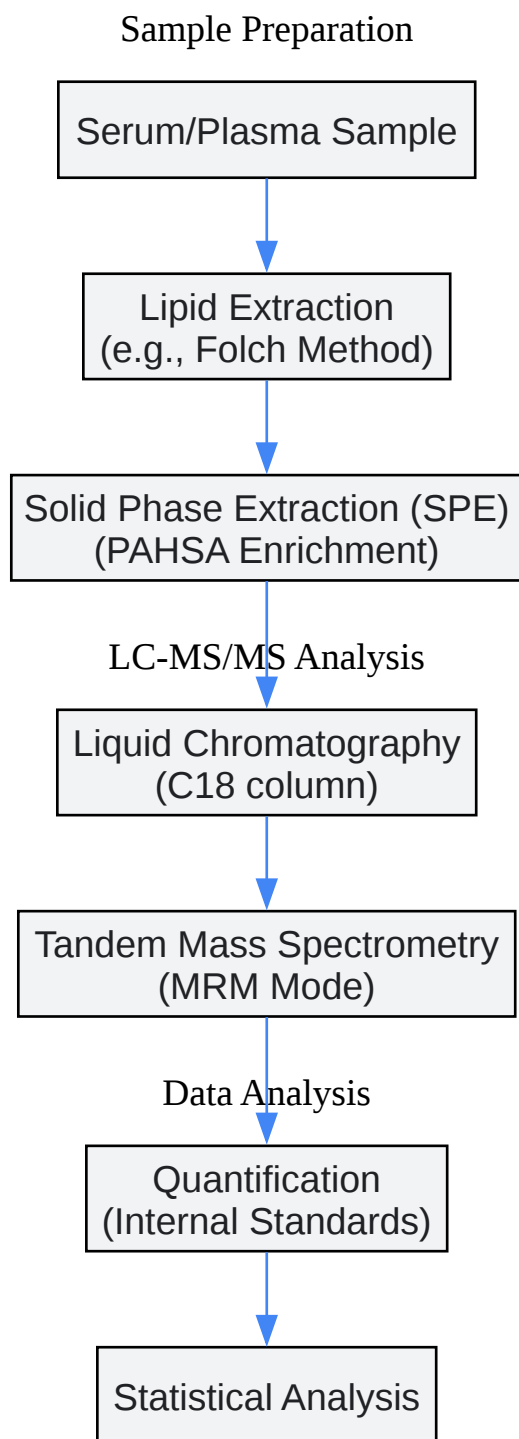 Sample Preparation
Serum/Plasma Sample
Lipid Extraction
(e.g., Folch Method)
Solid Phase Extraction (SPE)
(PAHSA Enrichment)
LC-MS/MS Analysis
Liquid Chromatography
(C18 column)
Tandem Mass Spectrometry
(MRM Mode)
Data Analysis
Quantification
(Internal Standards)
Statistical Analysis